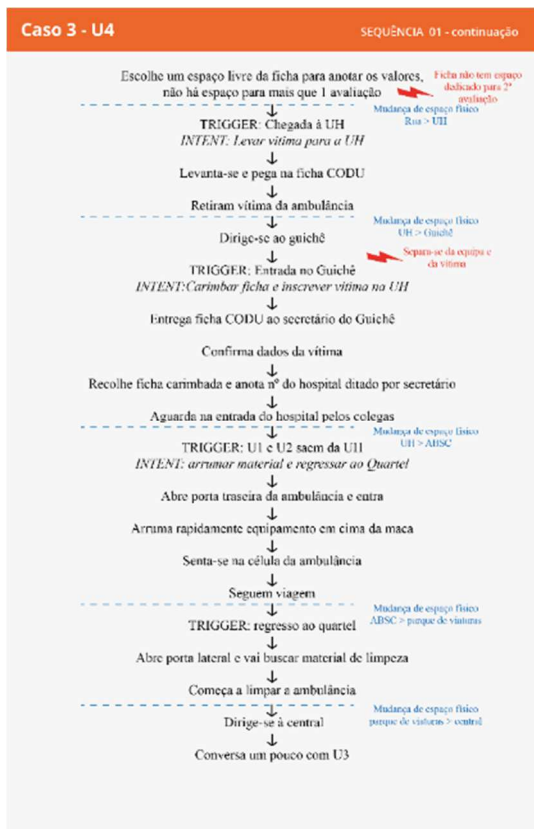 Caso 3 - U4
SEQUÊNCIA 01 - continuação
Escolhe um espaço livre da ficha para anotar os valores,
não há espaço para mais que 1 avaliação
Ficha não tem espaço
dedicado para 2ª
avaliação
Mudança de espaço físico
Rua > UH
TRIGGER: Chegada à UH
INTENT: Levar vítima para a UH
Levanta-se e pega na ficha CODU
Retiram vítima da ambulância
Mudança de espaço físico
UH > Guichê
Dirige-se ao guichê
Separa-se da equipa e
da vítima
TRIGGER: Entrada no Guichê
INTENT:Carimbar ficha e inscrever vítima na UH
Entrega ficha CODU ao secretário do Guichê
Confirma dados da vítima
Recolhe ficha carimbada e anota nº do hospital ditado por secretário
Aguarda na entrada do hospital pelos colegas
Mudança de espaço físico
UH > ABSC
TRIGGER: U1 e U2 saem da UH
INTENT: arrumar material e regressar ao Quartel
Abre porta traseira da ambulância e entra
Arruma rapidamente equipamento em cima da maca
Senta-se na célula da ambulância
Seguem viagem
Mudança de espaço físico
ABSC > parque de viaturas
TRIGGER: regresso ao quartel
Abre porta lateral e vai buscar material de limpeza
Começa a limpar a ambulância
Mudança de espaço físico
parque de viaturas > central
Dirige-se à central
Conversa um pouco com U3